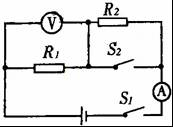 V R₂
R₁ S₂
A
S₁